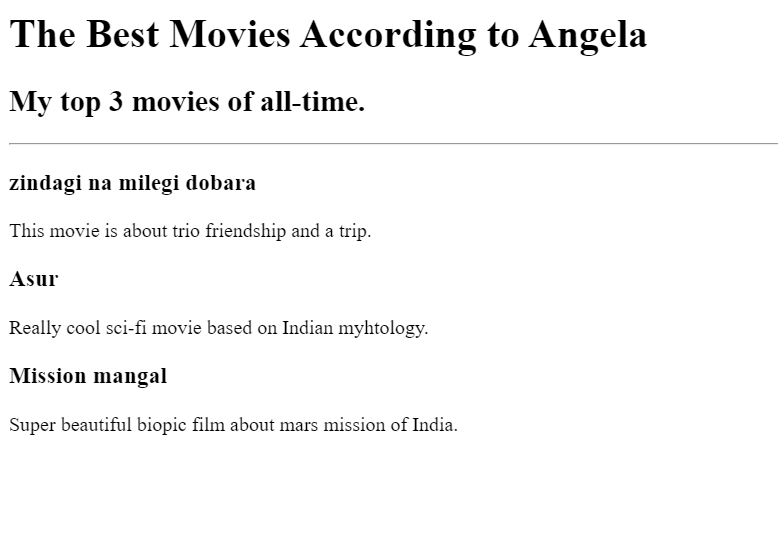 The Best Movies According to Angela
My top 3 movies of all-time.
zindagi na milegi dobara
This movie is about trio friendship and a trip.
Asur
Really cool sci-fi movie based on Indian myhtology.
Mission mangal
Super beautiful biopic film about mars mission of India.